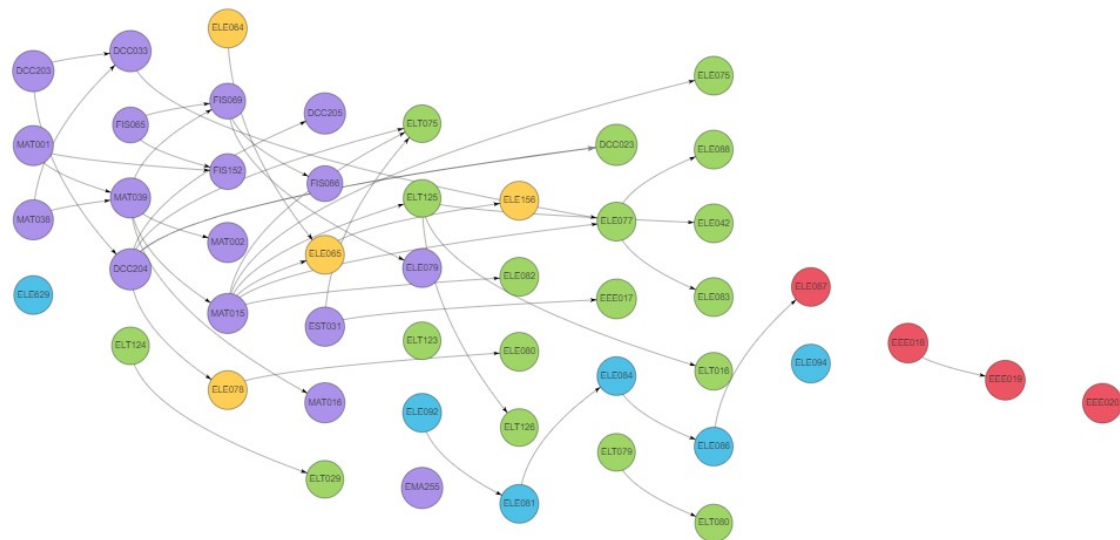 DCC203
MAT001
MAT038
ELE629
DCC033
FIS065
MAT039
DCC204
ELT124
ELE064
FIS069
FIS152
MAT002
MAT015
ELE078
DCC205
FIS086
ELE065
EST031
MAT016
ELT029
ELT075
ELT125
ELE079
ELT123
ELE092
EMA255
ELE156
ELE082
ELE080
ELT126
ELE081
DCC023
ELE077
EEE017
ELE084
ELT079
ELE075
ELE088
ELE042
ELE083
ELT016
ELE086
ELT080
ELE087
ELE094
EEE018
EEE019
EEE020